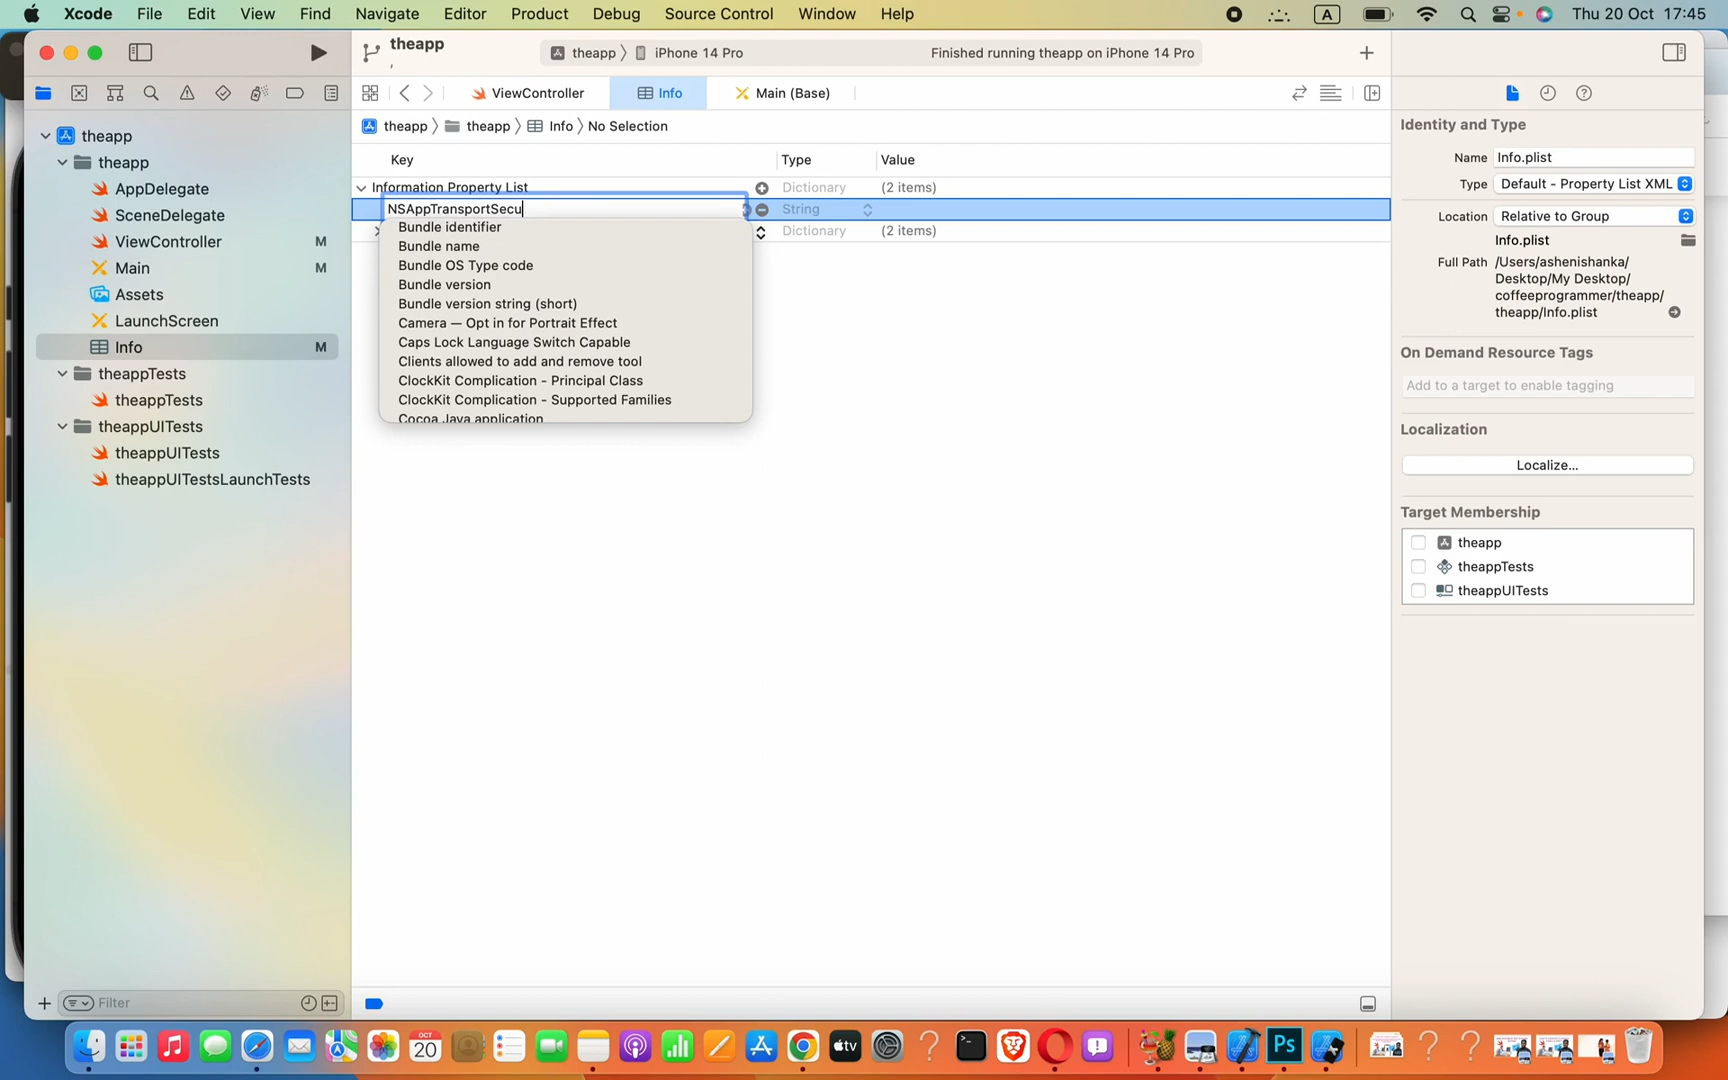 Xcode File Edit View Find Navigate Editor Product Debug Source Control Window Help A Thu 20 Oct 17:45
theapp
theapp iPhone 14 Pro Finished running theapp on iPhone 14 Pro
ViewController Info Main (Base)
theapp theapp Info No Selection
theapp
theapp
AppDelegate
SceneDelegate
ViewController M
Main M
Assets
LaunchScreen
Info M
theappTests
theappTests
theappUITests
theappUITests
theappUITestsLaunchTests
Filter
Key Type Value
Information Property List Dictionary (2 items)
NSAppTransportSecu String
Dictionary (2 items)
Bundle identifier
Bundle name
Bundle OS Type code
Bundle version
Bundle version string (short)
Camera — Opt in for Portrait Effect
Caps Lock Language Switch Capable
Clients allowed to add and remove tool
ClockKit Complication - Principal Class
ClockKit Complication - Supported Families
Cocoa Java application
Identity and Type
Name Info.plist
Type Default - Property List XML
Location Relative to Group
Info.plist
Full Path /Users/ashenishanka/
Desktop/My Desktop/
coffeeprogrammer/theapp/
theapp/Info.plist
On Demand Resource Tags
Add to a target to enable tagging
Localization
Localize...
Target Membership
theapp
theappTests
theappUITests
OCT
20
tv
Ps